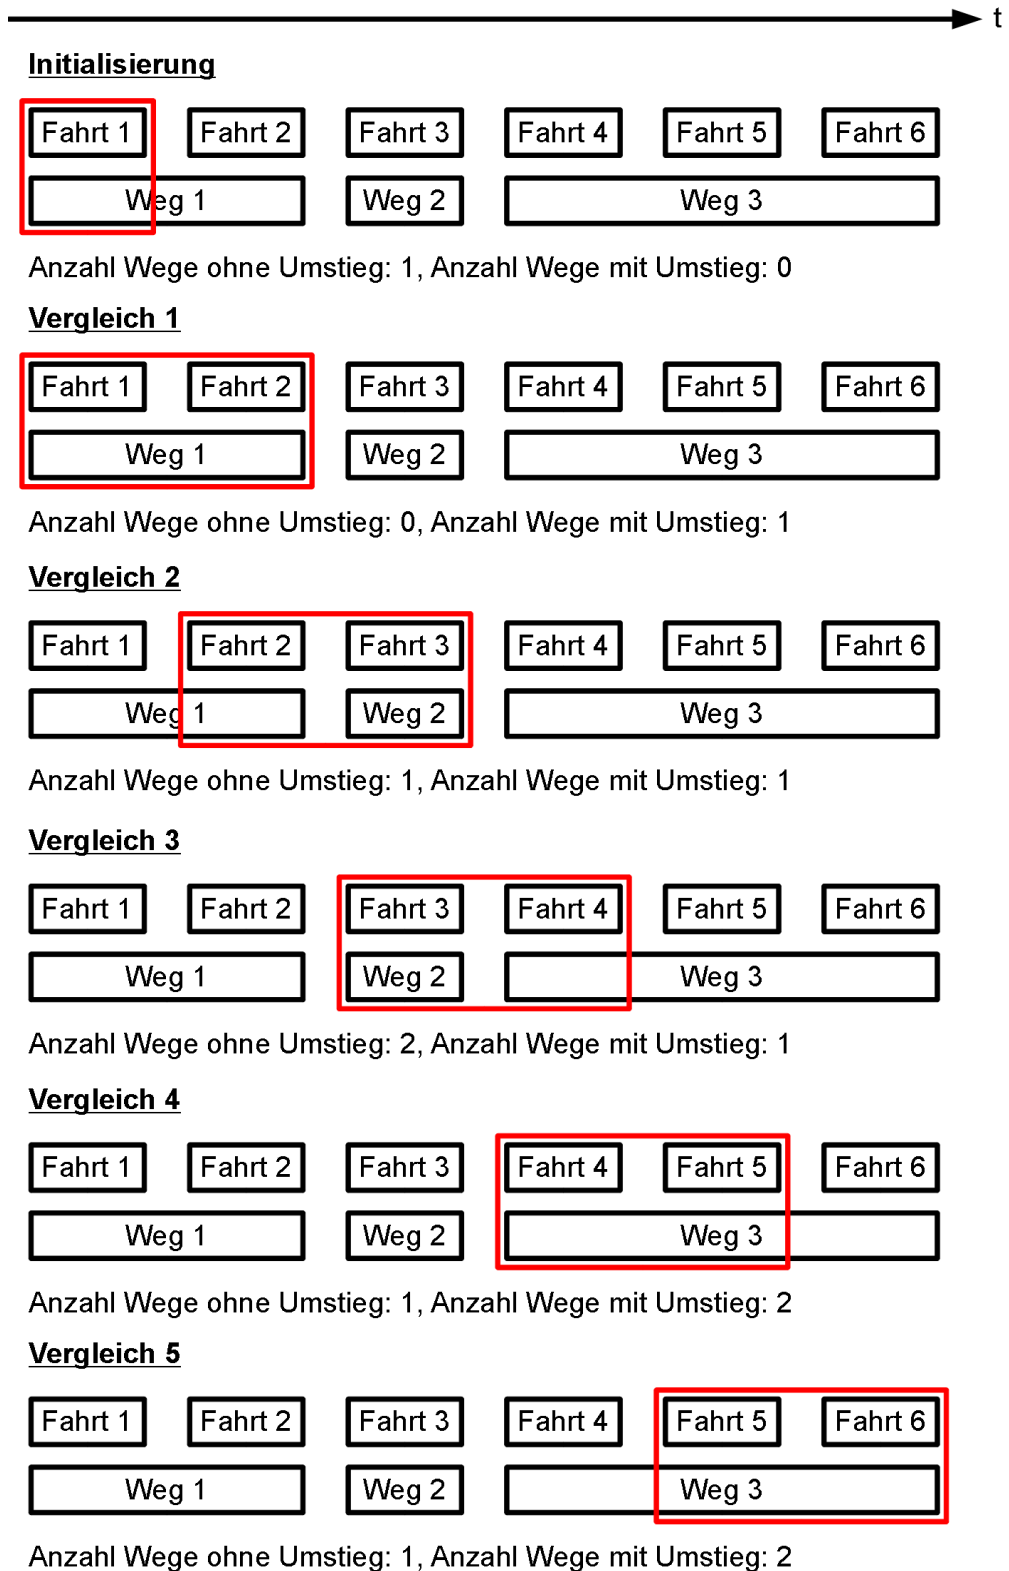 t
Initialisierung
Fahrt 1 Fahrt 2 Fahrt 3 Fahrt 4 Fahrt 5 Fahrt 6
Weg 1 Weg 2 Weg 3
Anzahl Wege ohne Umstieg: 1, Anzahl Wege mit Umstieg: 0
Vergleich 1
Fahrt 1 Fahrt 2 Fahrt 3 Fahrt 4 Fahrt 5 Fahrt 6
Weg 1 Weg 2 Weg 3
Anzahl Wege ohne Umstieg: 0, Anzahl Wege mit Umstieg: 1
Vergleich 2
Fahrt 1 Fahrt 2 Fahrt 3 Fahrt 4 Fahrt 5 Fahrt 6
Weg 1 Weg 2 Weg 3
Anzahl Wege ohne Umstieg: 1, Anzahl Wege mit Umstieg: 1
Vergleich 3
Fahrt 1 Fahrt 2 Fahrt 3 Fahrt 4 Fahrt 5 Fahrt 6
Weg 1 Weg 2 Weg 3
Anzahl Wege ohne Umstieg: 2, Anzahl Wege mit Umstieg: 1
Vergleich 4
Fahrt 1 Fahrt 2 Fahrt 3 Fahrt 4 Fahrt 5 Fahrt 6
Weg 1 Weg 2 Weg 3
Anzahl Wege ohne Umstieg: 1, Anzahl Wege mit Umstieg: 2
Vergleich 5
Fahrt 1 Fahrt 2 Fahrt 3 Fahrt 4 Fahrt 5 Fahrt 6
Weg 1 Weg 2 Weg 3
Anzahl Wege ohne Umstieg: 1, Anzahl Wege mit Umstieg: 2